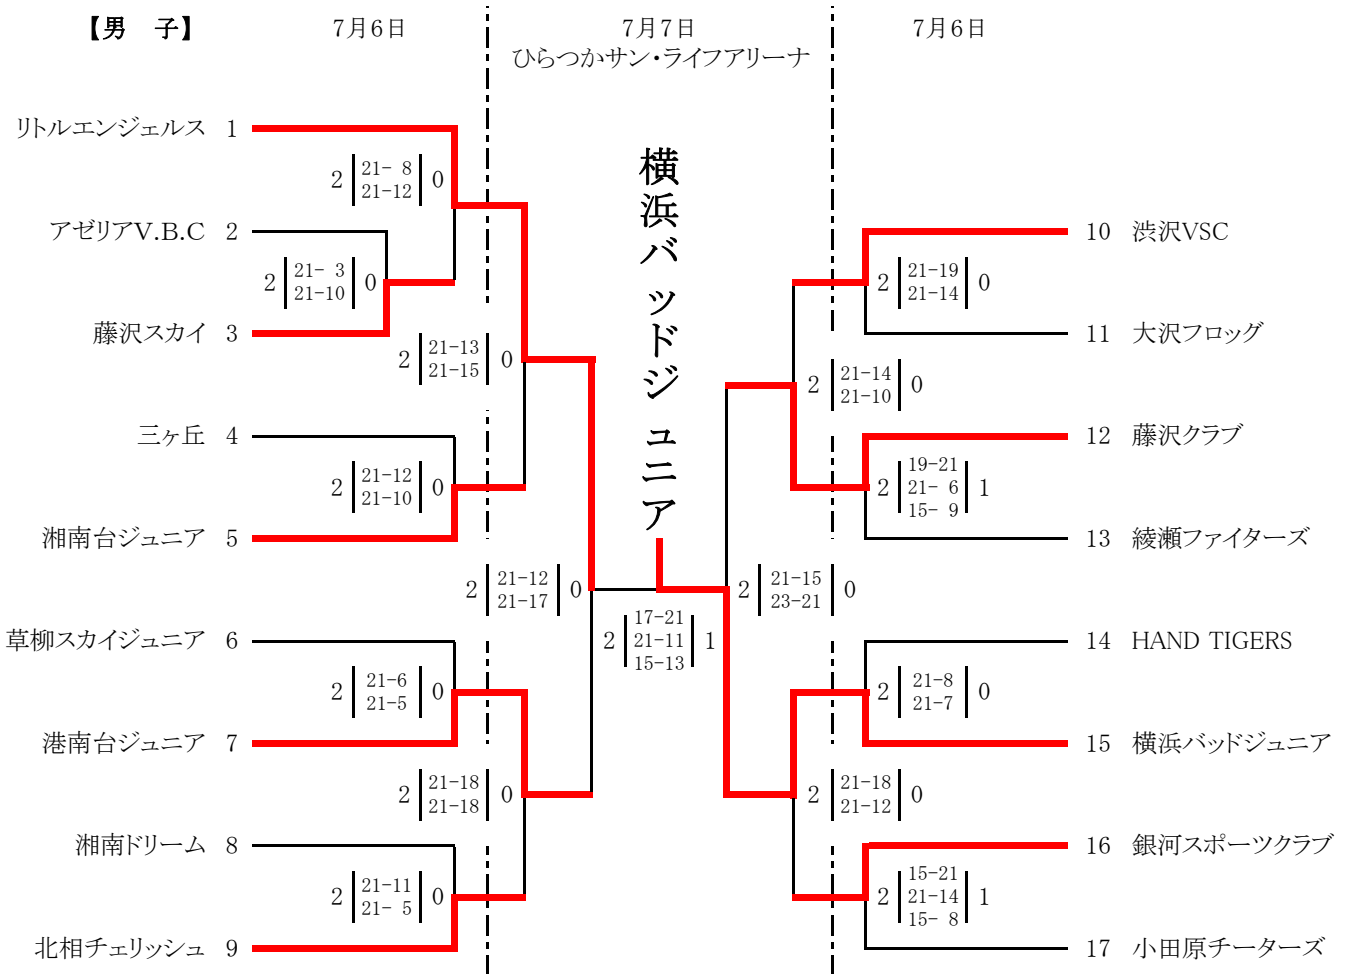 【男　子】 7月6日 7月7日 7月6日
ひらつかサン・ライフアリーナ
横浜バッドジュニア
リトルエンジェルス 1
2 21- 8 0
21-12
アゼリアV.B.C 2
2 21- 3 0
21-10
藤沢スカイ 3
2 21-13 0
21-15
三ヶ丘 4
2 21-12 0
21-10
湘南台ジュニア 5
2 21-12 0
21-17
草柳スカイジュニア 6
2 21-6 0
21-5
港南台ジュニア 7
2 21-18 0
21-18
湘南ドリーム 8
2 21-11 0
21- 5
北相チェリッシュ 9
17-21
2 21-11 1
15-13
10 渋沢VSC
2 21-19 0
21-14
11 大沢フロッグ
2 21-14 0
21-10
12 藤沢クラブ
19-21
2 21- 6 1
15- 9
13 綾瀬ファイターズ
2 21-15 0
23-21
14 HAND TIGERS
2 21-8 0
21-7
15 横浜バッドジュニア
2 21-18 0
21-12
16 銀河スポーツクラブ
15-21
2 21-14 1
15- 8
17 小田原チーターズ